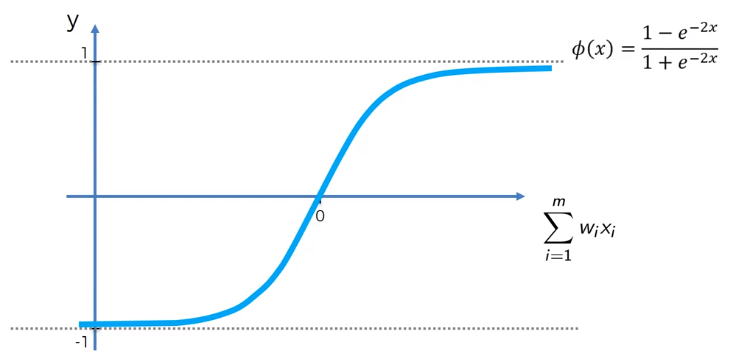 y
1
ϕ(x) = (1 − e^{−2x})/(1 + e^{−2x})
0
∑_{i=1}^{m} w_i x_i
-1